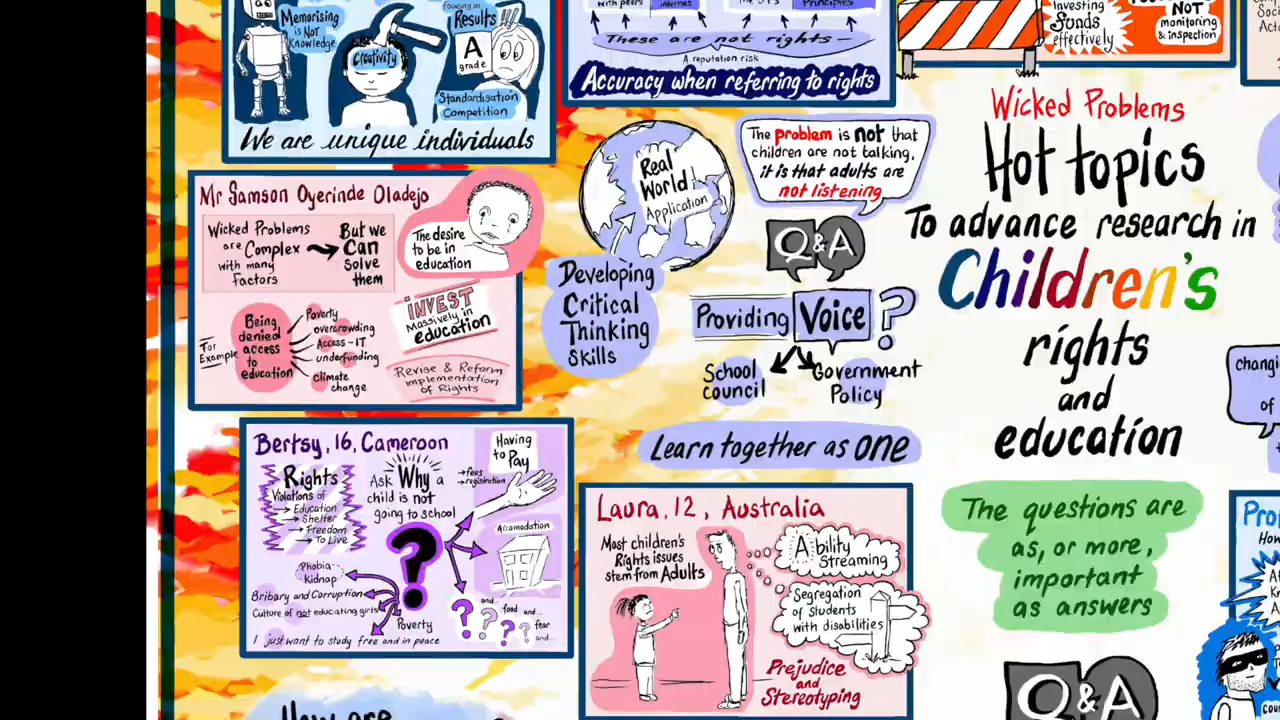 Memorising
is Not
Knowledge
Creativity
Focusing on
Results
A
grade
Standardisation
Competition
We are unique individuals
with peers
internet
Principles
These are not rights
A reputation risk
Accuracy when referring to rights
Investing
Funds
effectively
NOT
monitoring
& inspection
Mr Samson Oyerinde Oladejo
Wicked Problems
are Complex
with many
Factors
But we
Can
Solve
them
The desire
to be in
education
For
Example
Being
denied
access
to
education
Poverty
overcrowding
Access-IT
underfunding
Climate
change
INVEST
Massively in
education
Revise & Reform
implementation
of Rights
Real
World
Application
Developing
Critical
Thinking
Skills
The problem is not that
children are not talking,
it is that adults are
not listening
Q&A
Providing Voice?
School
council
Government
Policy
Learn together as one
Wicked Problems
Hot topics
To advance research in
Children's
rights
and
education
The questions are
as, or more,
important
as answers
Q&A
changi
of
Bertsy, 16, Cameroon
Rights
Violations of
→ Education
→ Shelter
→ Freedom
→ To Live
Ask Why a
child is not
going to school
Having
to Pay
→fees
→registration
Accomodation
?
Phobia-
Kidnap
Bribary and Corruption
Culture of not educating girls
Poverty
and...
food and...
fear
and...
I just want to study free and in peace
Laura, 12, Australia
Most children's
Rights issues
stem from Adults
Ability
Streaming
Segregation
of students
with disabilities
Prejudice
and
Stereotyping
How are